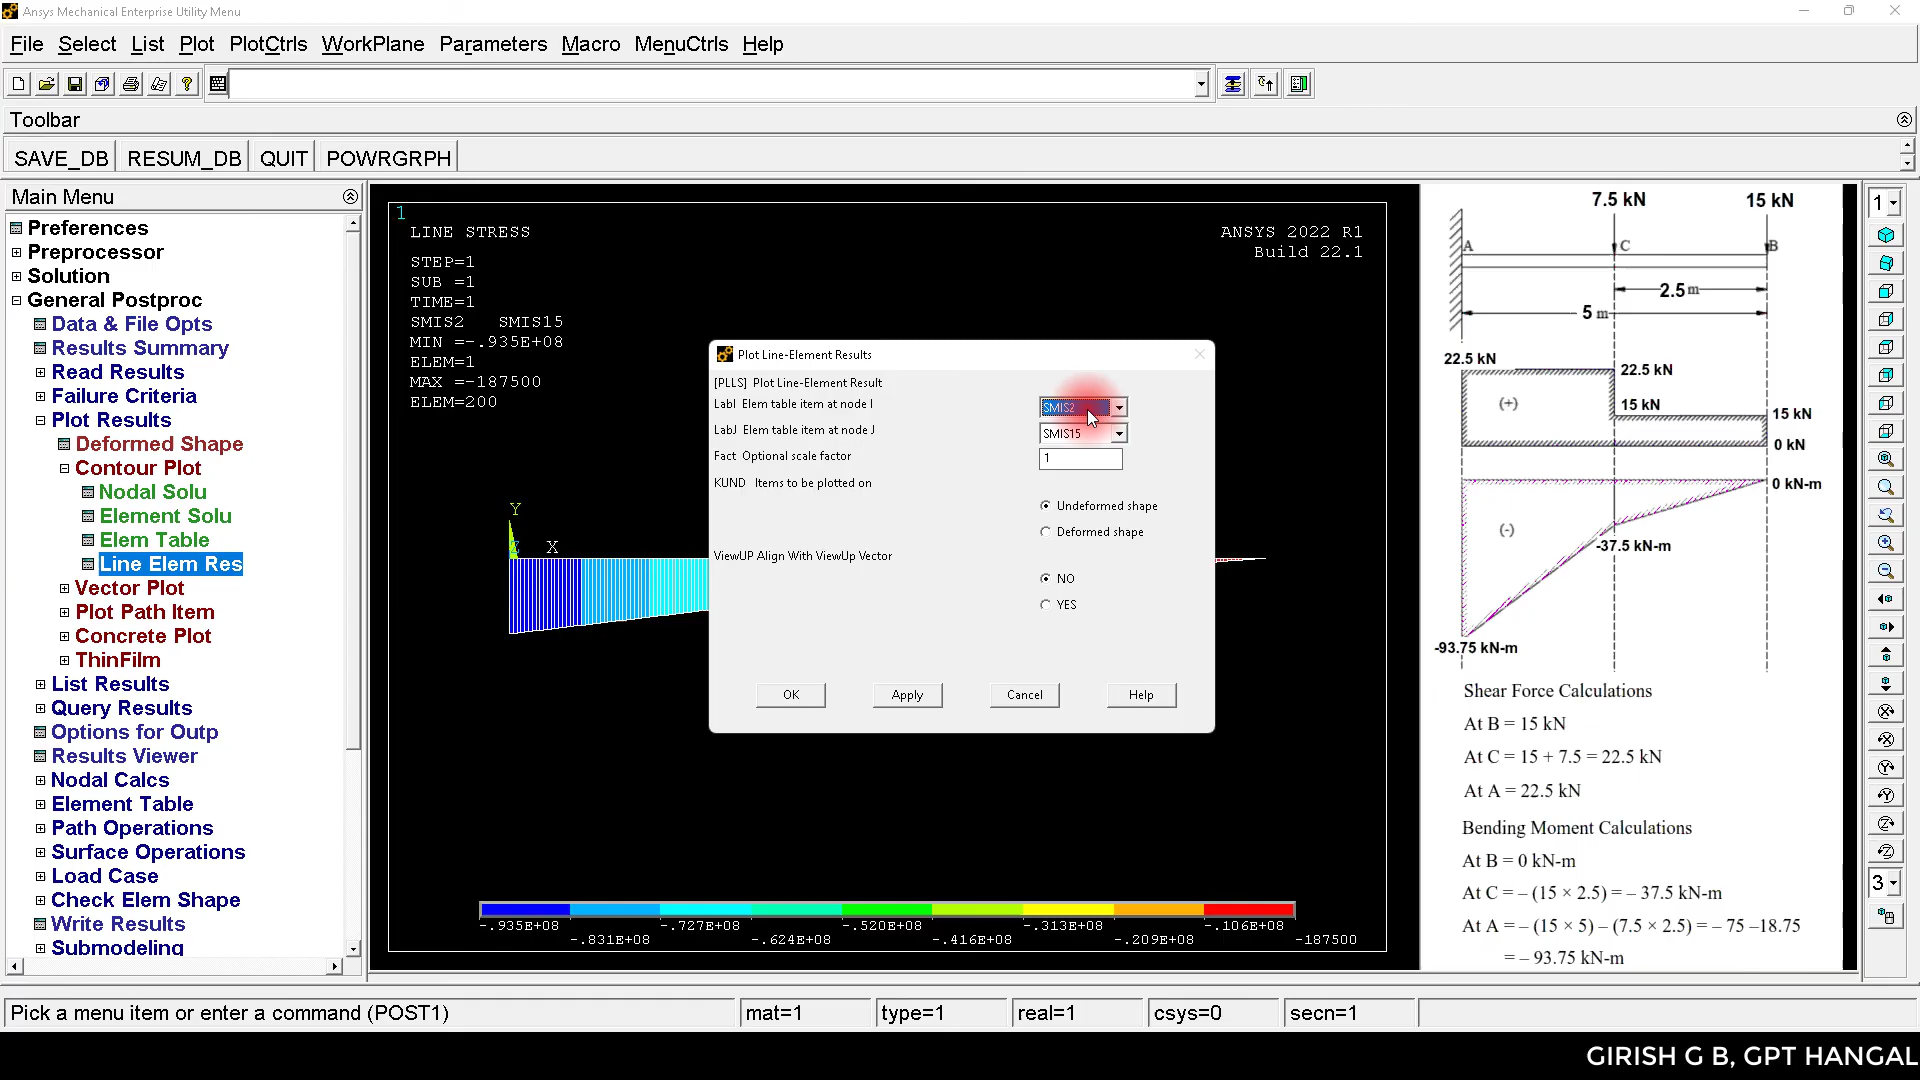 Ansys Mechanical Enterprise Utility Menu
File Select List Plot PlotCtrls WorkPlane Parameters Macro MenuCtrls Help
Toolbar
SAVE_DB RESUM_DB QUIT POWRGRPH
Main Menu
Preferences
Preprocessor
Solution
General Postproc
Data & File Opts
Results Summary
Read Results
Failure Criteria
Plot Results
Deformed Shape
Contour Plot
Nodal Solu
Element Solu
Elem Table
Line Elem Res
Vector Plot
Plot Path Item
Concrete Plot
ThinFilm
List Results
Query Results
Options for Outp
Results Viewer
Nodal Calcs
Element Table
Path Operations
Surface Operations
Load Case
Check Elem Shape
Write Results
Submodeling
1
LINE STRESS
STEP=1
SUB =1
TIME=1
SMIS2 SMIS15
MIN =-.935E+08
ELEM=1
MAX =-187500
ELEM=200
ANSYS 2022 R1
Build 22.1
Y
Z
X
Plot Line-Element Results
[PLLS] Plot Line-Element Result
LabI Elem table item at node I
SMIS2
LabJ Elem table item at node J
SMIS15
Fact Optional scale factor
1
KUND Items to be plotted on
Undeformed shape
Deformed shape
ViewUP Align With ViewUp Vector
NO
YES
OK Apply Cancel Help
-.935E+08 -.727E+08 -.520E+08 -.313E+08 -.106E+08
-.831E+08 -.624E+08 -.416E+08 -.209E+08 -187500
7.5 kN 15 kN
A C B
2.5 m
5 m
22.5 kN
22.5 kN
(+)
15 kN
15 kN
0 kN
0 kN-m
(-)
-37.5 kN-m
-93.75 kN-m
Shear Force Calculations
At B = 15 kN
At C = 15 + 7.5 = 22.5 kN
At A = 22.5 kN
Bending Moment Calculations
At B = 0 kN-m
At C = – (15 × 2.5) = – 37.5 kN-m
At A = – (15 × 5) – (7.5 × 2.5) = – 75 –18.75
= – 93.75 kN-m
1
3
Pick a menu item or enter a command (POST1)
mat=1 type=1 real=1 csys=0 secn=1
GIRISH G B, GPT HANGAL